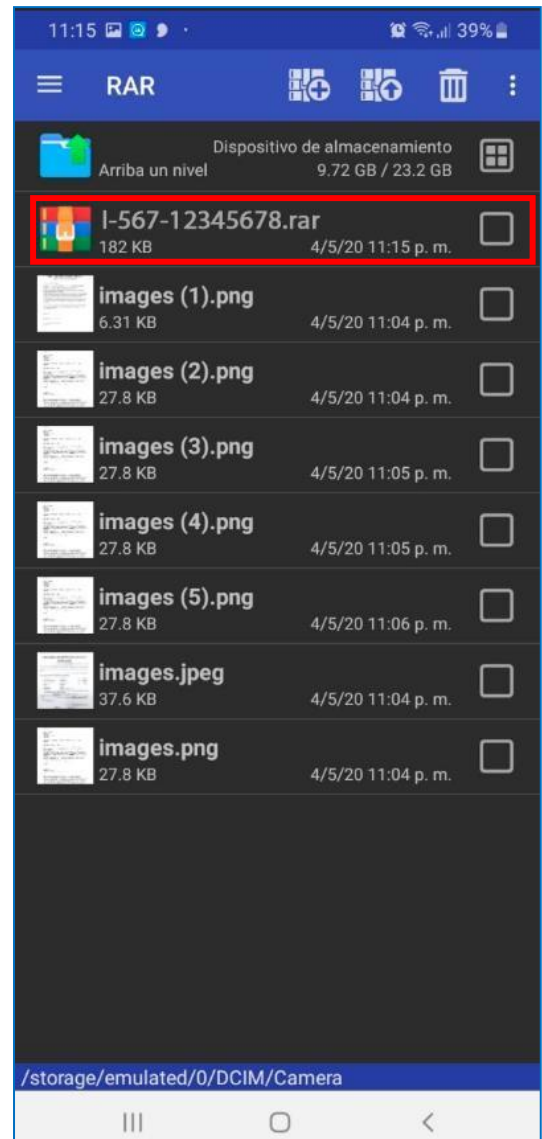 11:15 39%
RAR
Dispositivo de almacenamiento
Arriba un nivel 9.72 GB / 23.2 GB
l-567-12345678.rar
182 KB 4/5/20 11:15 p. m.
images (1).png
6.31 KB 4/5/20 11:04 p. m.
images (2).png
27.8 KB 4/5/20 11:04 p. m.
images (3).png
27.8 KB 4/5/20 11:05 p. m.
images (4).png
27.8 KB 4/5/20 11:05 p. m.
images (5).png
27.8 KB 4/5/20 11:06 p. m.
images.jpeg
37.6 KB 4/5/20 11:04 p. m.
images.png
27.8 KB 4/5/20 11:04 p. m.
/storage/emulated/0/DCIM/Camera